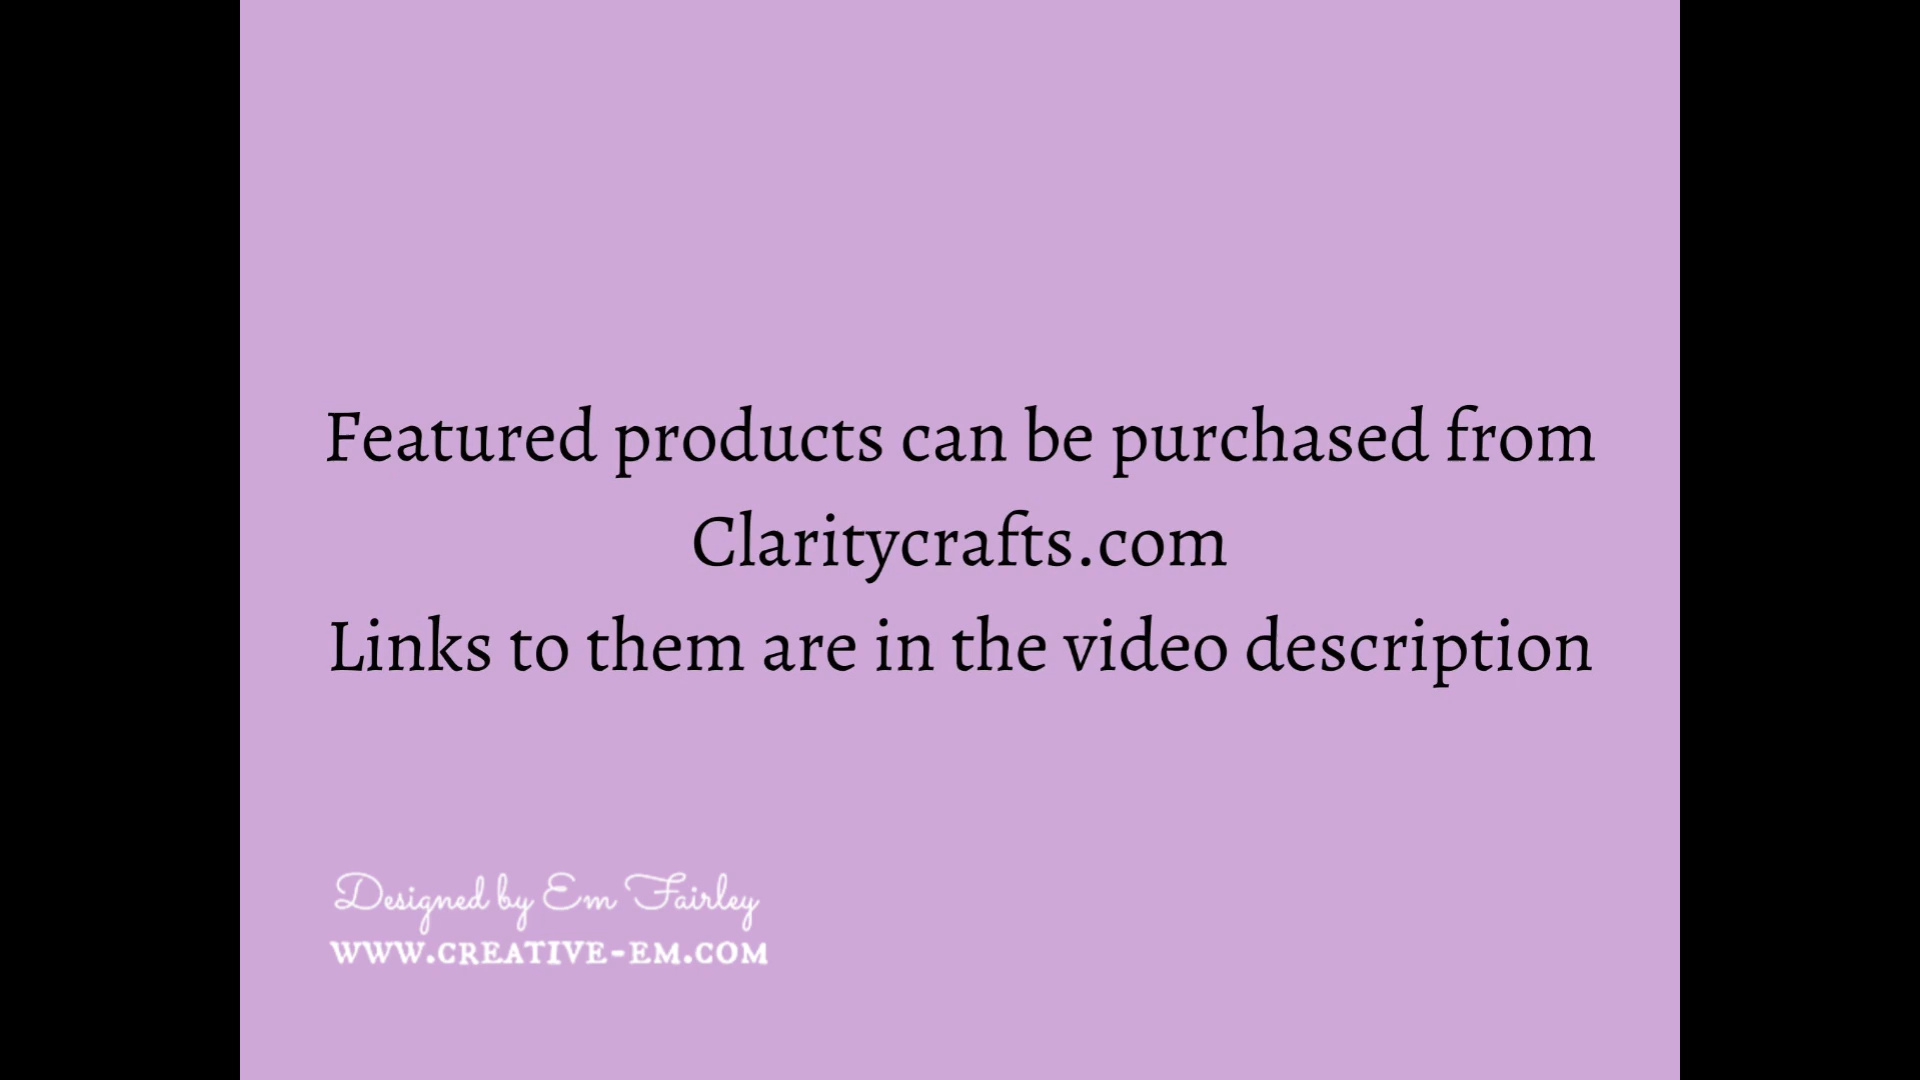 Featured products can be purchased from
Claritycrafts.com
Links to them are in the video description
Designed by Em Fairley
WWW.CREATIVE-EM.COM